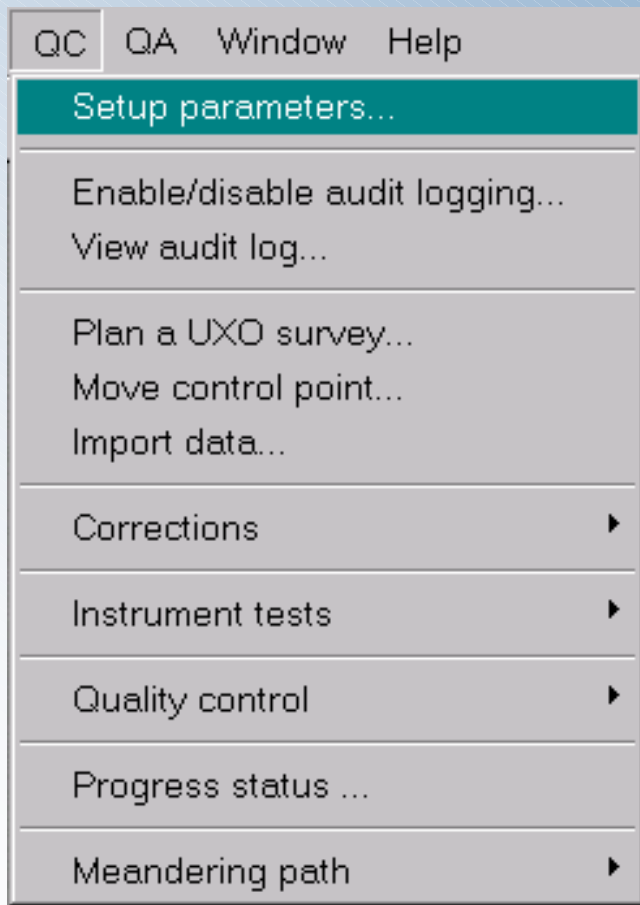 QC QA Window Help
Setup parameters...
Enable/disable audit logging...
View audit log...
Plan a UXO survey...
Move control point...
Import data...
Corrections
Instrument tests
Quality control
Progress status ...
Meandering path